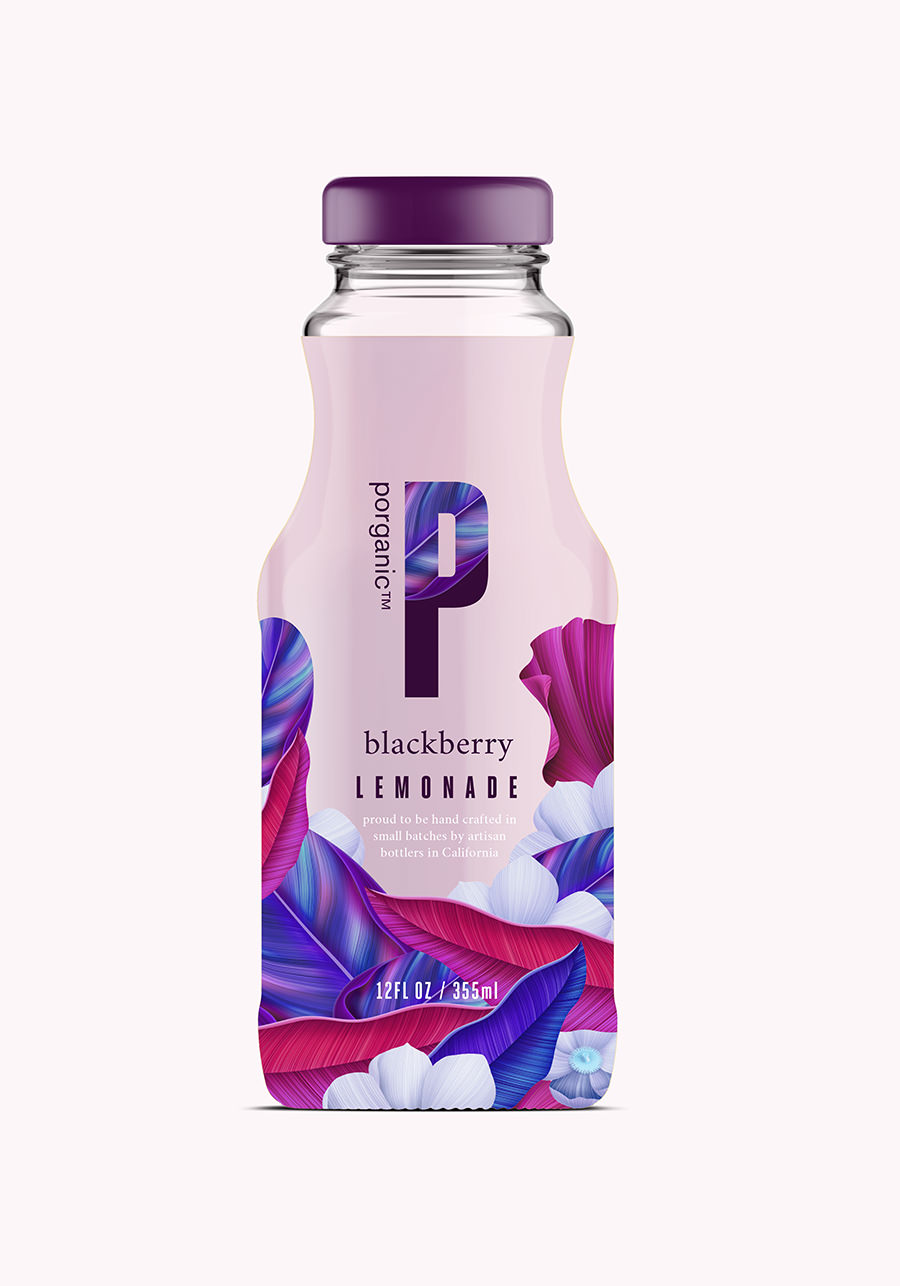 P
porganic™
blackberry
LEMONADE
proud to be hand crafted in
small batches by artisan
bottlers in California
12FL OZ / 355ml